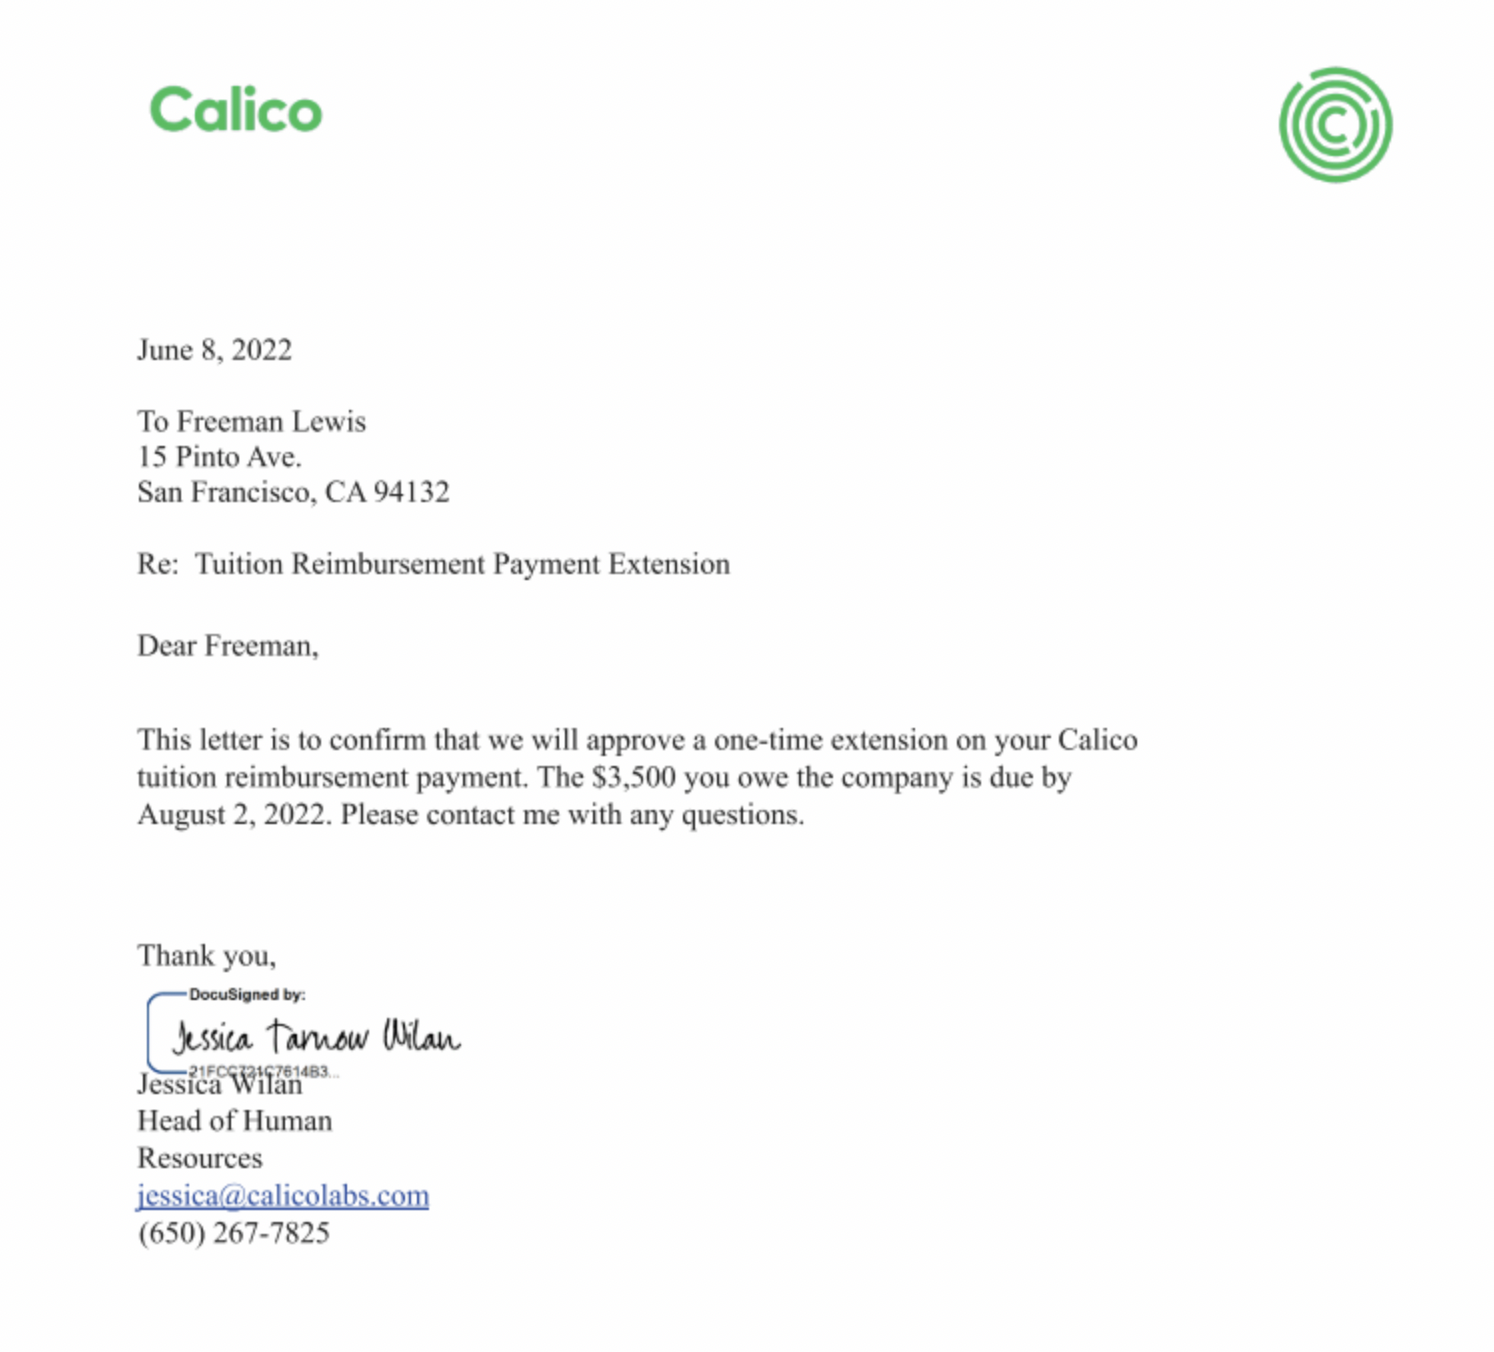 Calico
C
June 8, 2022
To Freeman Lewis
15 Pinto Ave.
San Francisco, CA 94132
Re:  Tuition Reimbursement Payment Extension
Dear Freeman,
This letter is to confirm that we will approve a one-time extension on your Calico
tuition reimbursement payment. The $3,500 you owe the company is due by
August 2, 2022. Please contact me with any questions.
Thank you,
DocuSigned by:
Jessica Tarnow Wilan
21FCC721C7614B3...
Jessica Wilan
Head of Human
Resources
jessica@calicolabs.com
(650) 267-7825